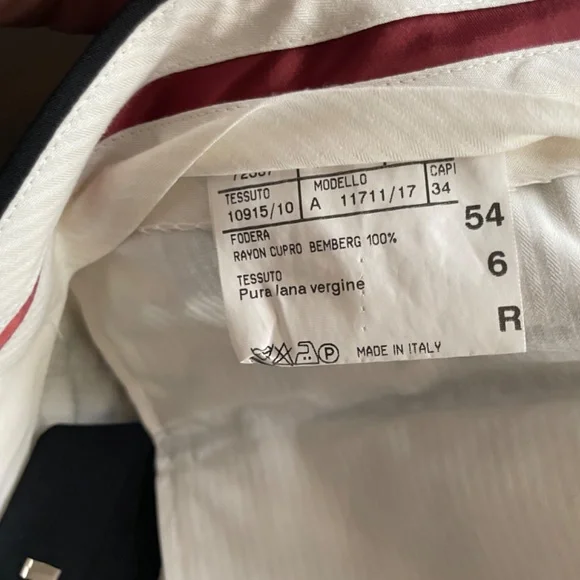 TESSUTO MODELLO CAPI
10915/10 A 11711/17 34
54
FODERA
RAYON CUPRO BEMBERG 100%
6
TESSUTO
Pura lana vergine
R
P MADE IN ITALY